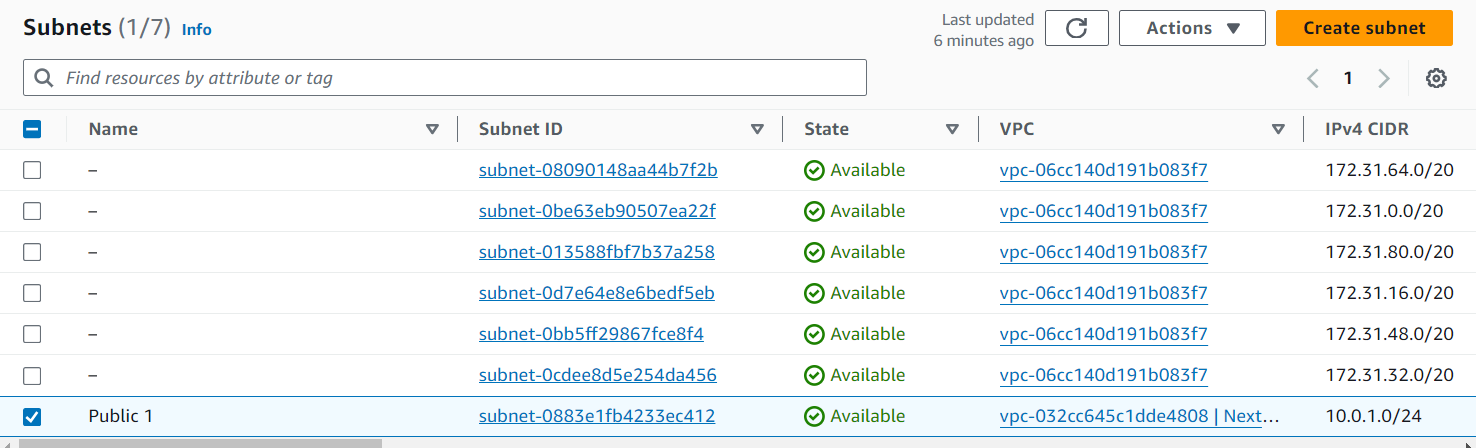 Subnets (1/7) Info
Last updated
6 minutes ago
Actions
Create subnet
Find resources by attribute or tag
1
Name Subnet ID State VPC IPv4 CIDR
– subnet-08090148aa44b7f2b Available vpc-06cc140d191b083f7 172.31.64.0/20
– subnet-0be63eb90507ea22f Available vpc-06cc140d191b083f7 172.31.0.0/20
– subnet-013588fbf7b37a258 Available vpc-06cc140d191b083f7 172.31.80.0/20
– subnet-0d7e64e8e6bedf5eb Available vpc-06cc140d191b083f7 172.31.16.0/20
– subnet-0bb5ff29867fce8f4 Available vpc-06cc140d191b083f7 172.31.48.0/20
– subnet-0cdee8d5e254da456 Available vpc-06cc140d191b083f7 172.31.32.0/20
Public 1 subnet-0883e1fb4233ec412 Available vpc-032cc645c1dde4808 | Next… 10.0.1.0/24